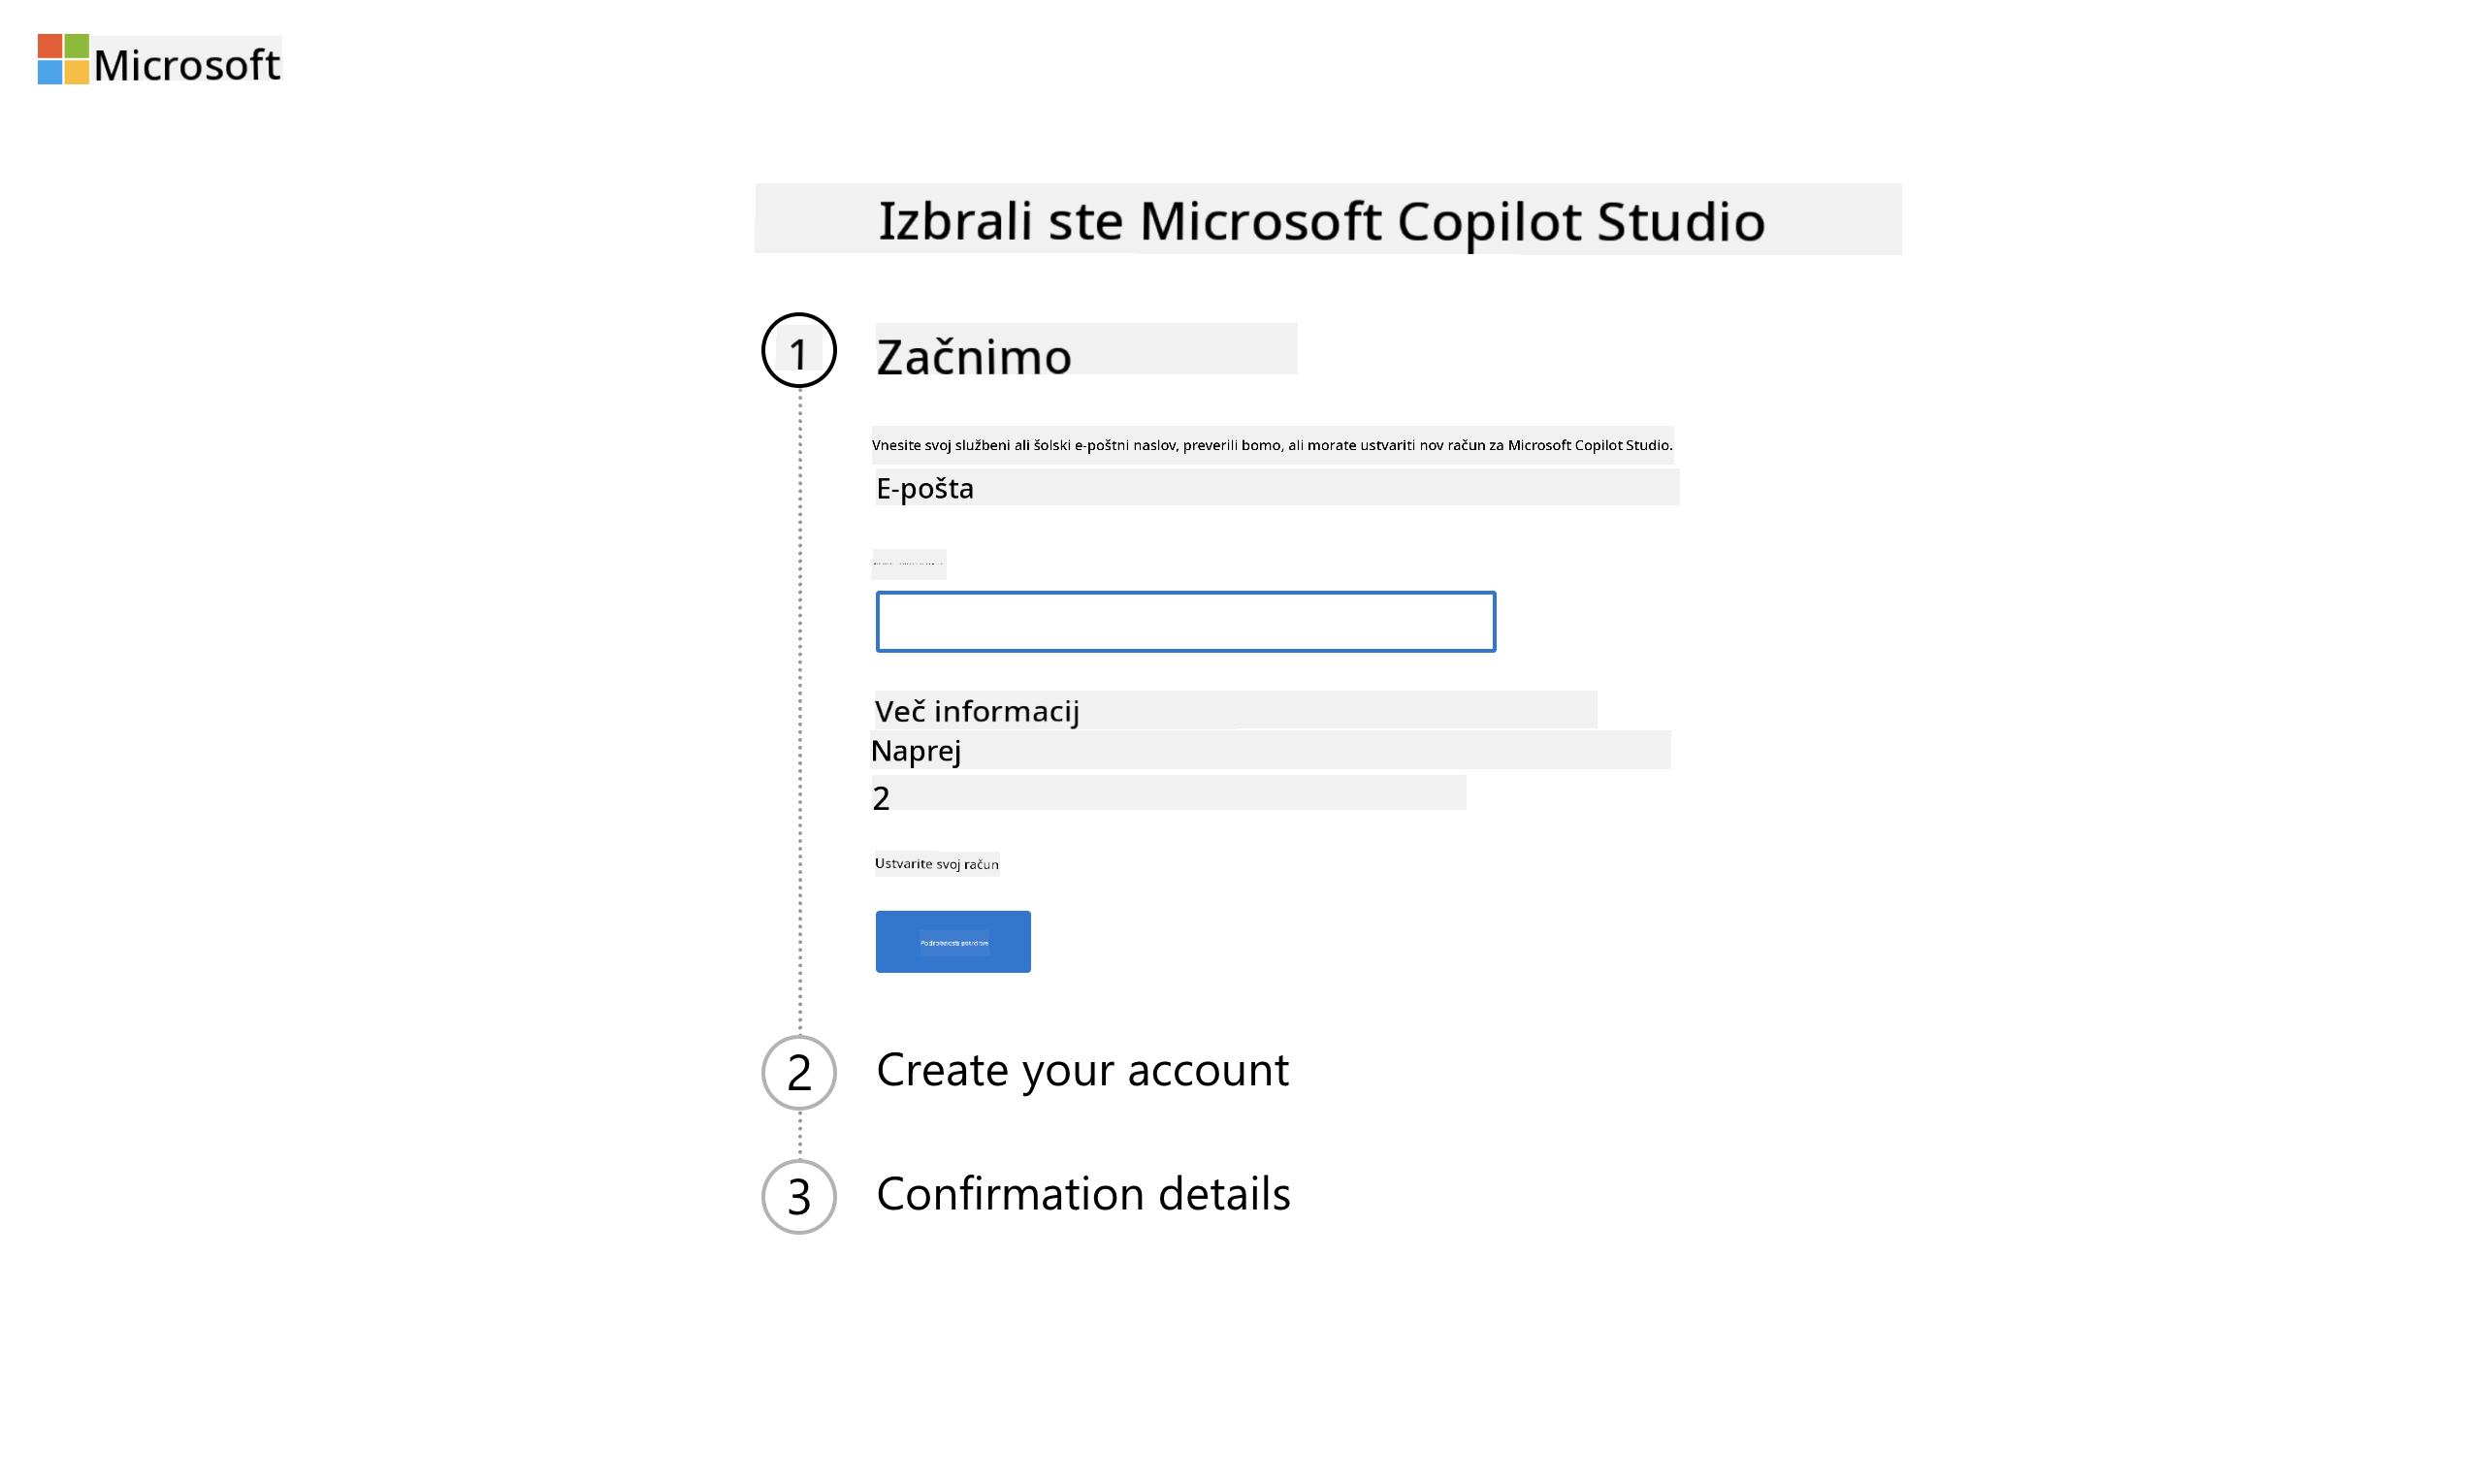 Microsoft
Izbrali ste Microsoft Copilot Studio
1
Začnimo
Vnesite svoj službeni ali šolski e-poštni naslov, preverili bomo, ali morate ustvariti nov račun za Microsoft Copilot Studio.
E-pošta
Več informacij
Naprej
2
Ustvarite svoj račun
Podrobnosti potrditve
2
Create your account
3
Confirmation details